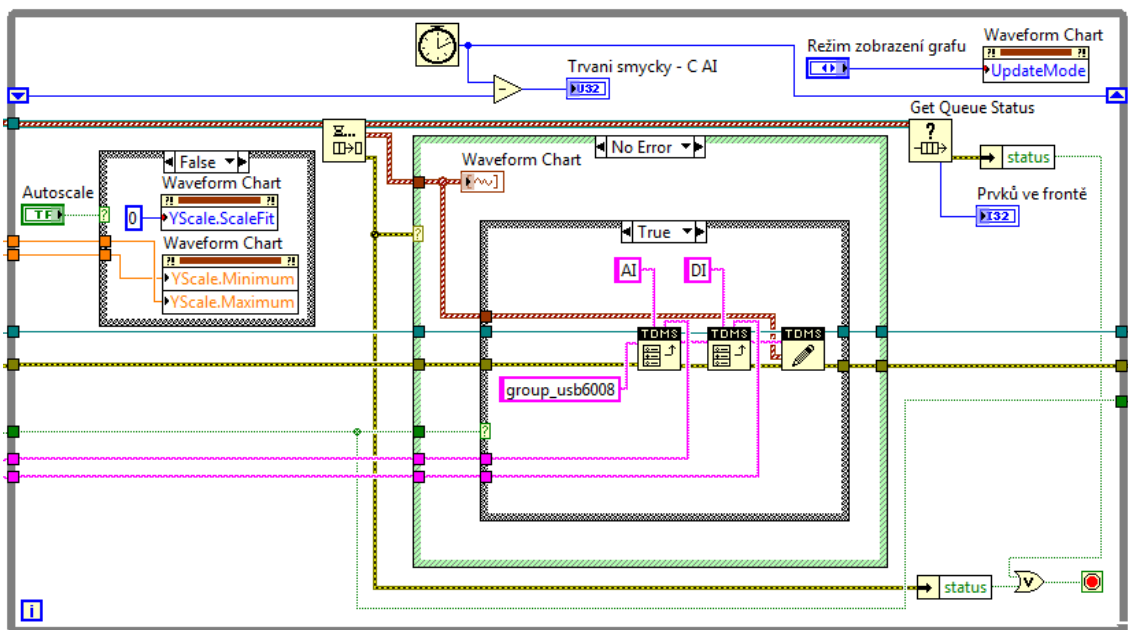 Waveform Chart
UpdateMode
Režim zobrazení grafu
Trvani smycky - C AI
U32
Get Queue Status
?
status
Prvků ve frontě
I32
False
Waveform Chart
YScale.ScaleFit
0
Waveform Chart
YScale.Minimum
YScale.Maximum
Autoscale
TF
?
No Error
Waveform Chart
?
True
AI
DI
TDMS
TDMS
TDMS
group_usb6008
?
status
V
i